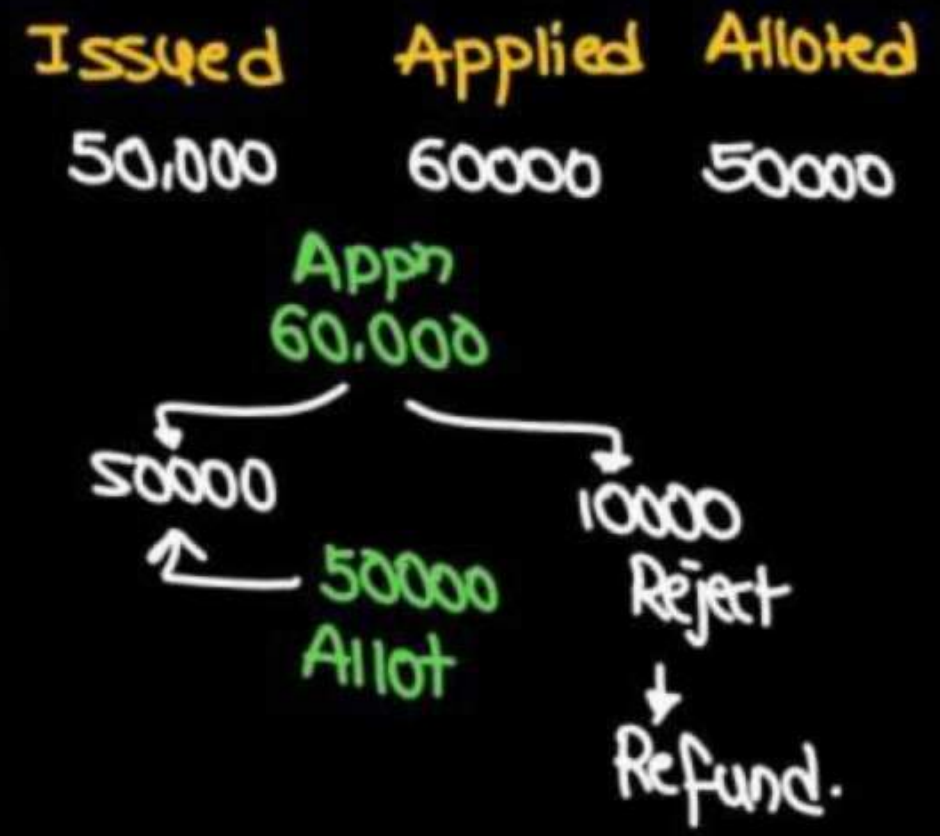 Issued Applied Alloted
50,000 60000 50000
Appn
60,000
50000
10000
50000
Reject
Allot
Refund.